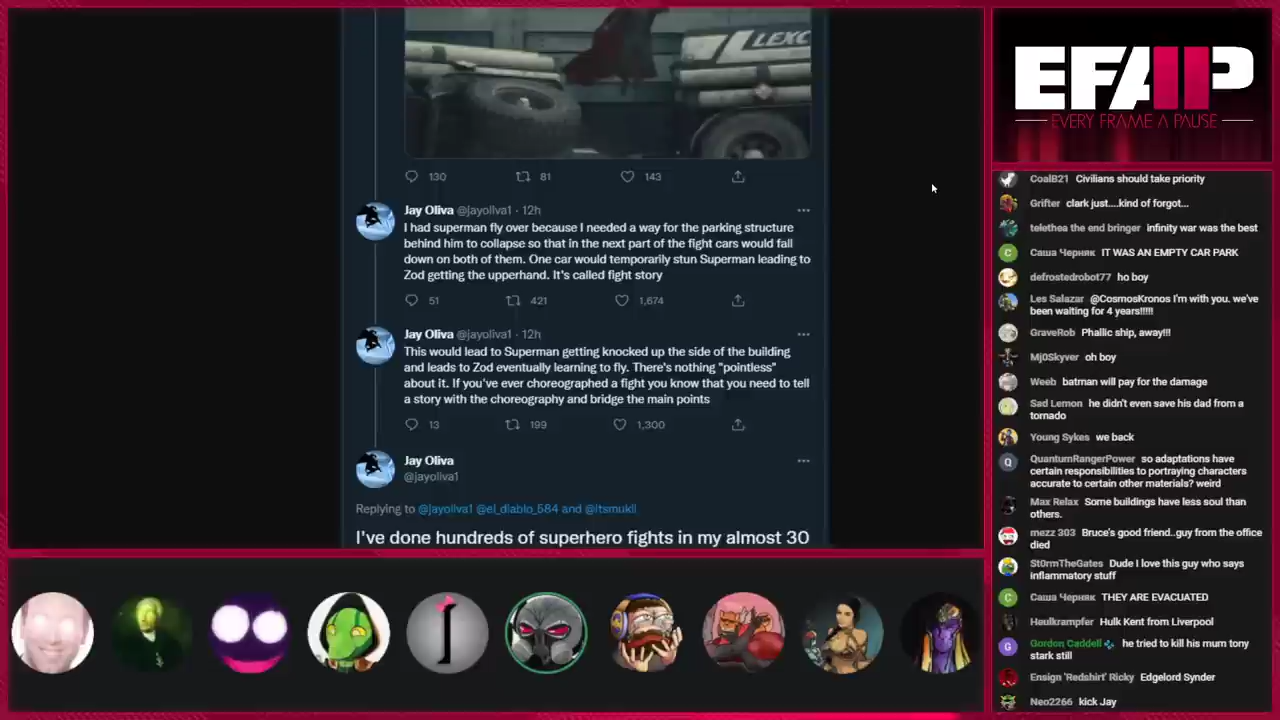 LEXC
130
81
143
Jay Oliva @jayoliva1 · 12h
I had superman fly over because I needed a way for the parking structure
behind him to collapse so that in the next part of the fight cars would fall
down on both of them. One car would temporarily stun Superman leading to
Zod getting the upperhand. It's called fight story
51
421
1,674
Jay Oliva @jayoliva1 · 12h
This would lead to Superman getting knocked up the side of the building
and leads to Zod eventually learning to fly. There's nothing "pointless"
about it. If you've ever choreographed a fight you know that you need to tell
a story with the choreography and bridge the main points
13
199
1,300
Jay Oliva
@jayoliva1
Replying to @jayoliva1 @el_diablo_584 and @itsmukll
I've done hundreds of superhero fights in my almost 30
EFAP
EVERY FRAME A PAUSE
CoalB21 Civilians should take priority
Grifter clark just....kind of forgot...
telethea the end bringer infinity war was the best
Саша Черняк IT WAS AN EMPTY CAR PARK
defrostedrobot77 ho boy
Les Salazar @CosmosKronos I'm with you. we've
been waiting for 4 years!!!!!
GraveRob Phallic ship, away!!!
Mj0Skyver oh boy
Weeb batman will pay for the damage
Sad Lemon he didn't even save his dad from a
tornado
Young Sykes we back
Q
QuantumRangerPower so adaptations have
certain responsibilities to portraying characters
accurate to certain other materials? weird
Max Relax Some buildings have less soul than
others.
mezz 303 Bruce's good friend..guy from the office
died
St0rmTheGates Dude I love this guy who says
inflammatory stuff
С Саша Черняк THEY ARE EVACUATED
Heulkrampfer Hulk Kent from Liverpool
G Gordon Caddell he tried to kill his mum tony
stark still
Ensign 'Redshirt' Ricky Edgelord Synder
Neo2266 kick Jay